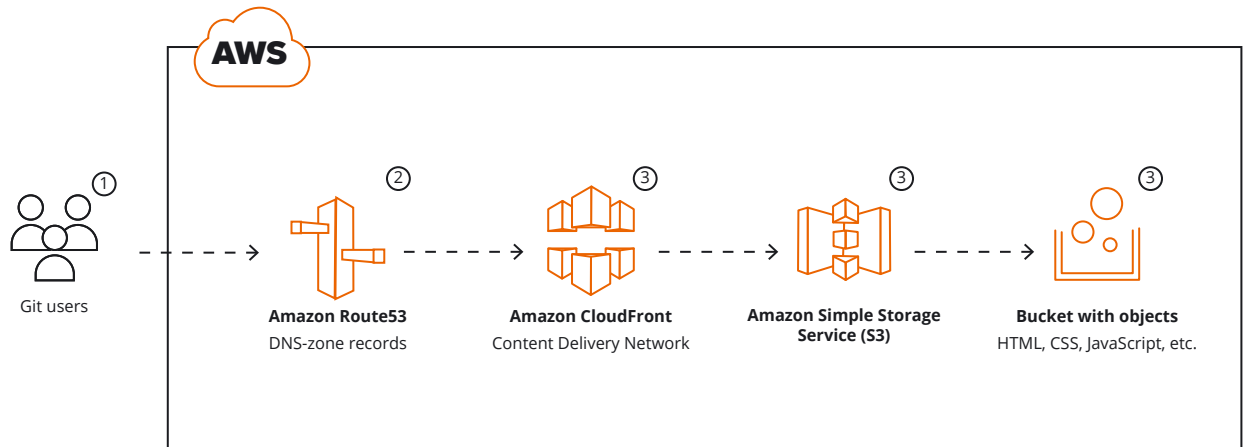 AWS
1
2
3
3
3
Git users
Amazon Route53
DNS-zone records
Amazon CloudFront
Content Delivery Network
Amazon Simple Storage
Service (S3)
Bucket with objects
HTML, CSS, JavaScript, etc.